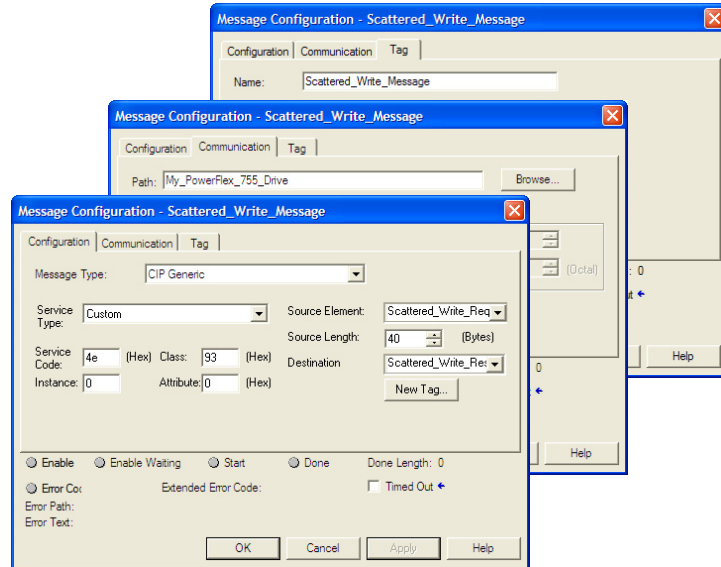 Message Configuration - Scattered_Write_Message
Configuration Communication Tag
Name: Scattered_Write_Message
: 0
Help
Message Configuration - Scattered_Write_Message
Configuration Communication Tag
Path: My_PowerFlex_755_Drive Browse...
(Octal)
0
Help
Message Configuration - Scattered_Write_Message
Configuration Communication Tag
Message Type: CIP Generic
Service Type: Custom
Source Element: Scattered_Write_Req
Source Length: 40 (Bytes)
Service Code: 4e (Hex) Class: 93 (Hex)
Destination Scattered_Write_Res
Instance: 0 Attribute: 0 (Hex)
New Tag...
Enable Enable Waiting Start Done Done Length: 0
Error Co Extended Error Code: Timed Out
Error Path:
Error Text:
OK Cancel Apply Help